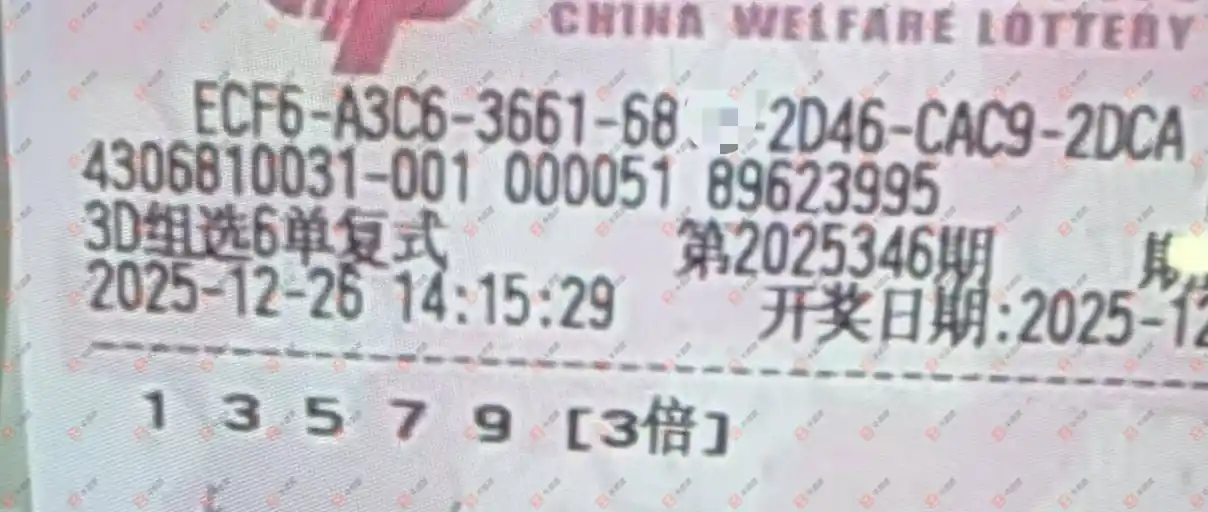 CHINA WELFARE LOTTERY
ECF6-A3C6-3661-68 -2D46-CAC9-2DCA
4306810031-001 000051 89623995
3D组选6单复式 第2025346期
2025-12-26 14:15:29 开奖日期:2025-12
1 3 5 7 9 [3倍]